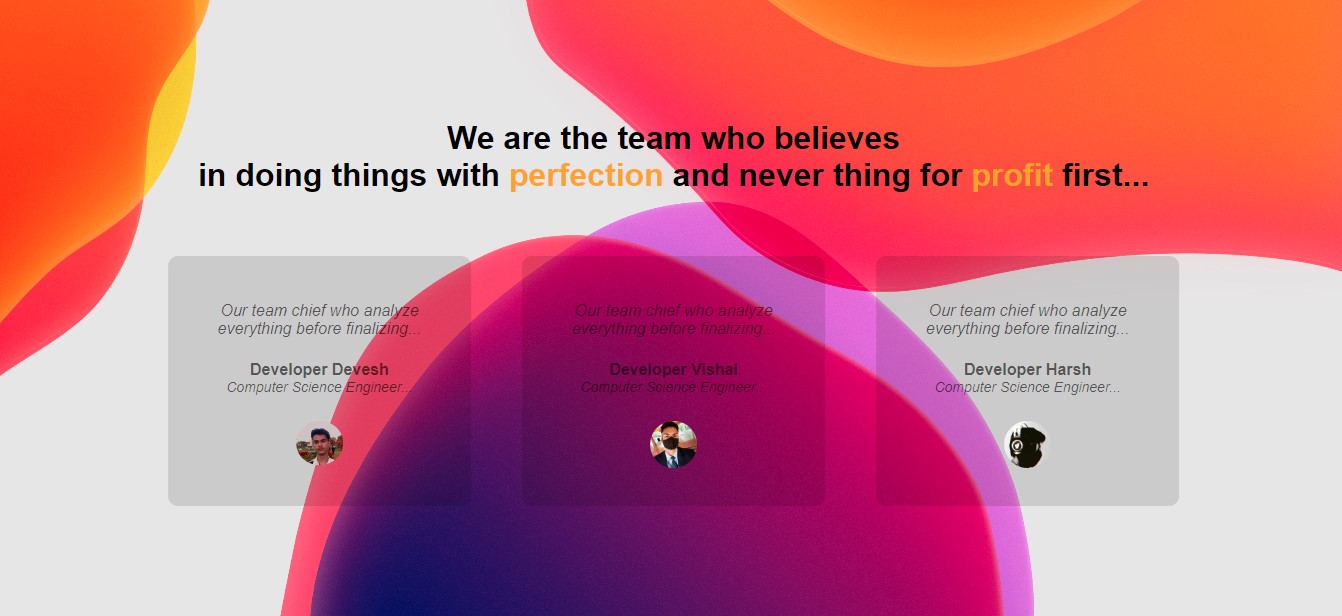 We are the team who believes
in doing things with perfection and never thing for profit first...
Our team chief who analyze
everything before finalizing...
Developer Devesh
Computer Science Engineer...
Our team chief who analyze
everything before finalizing...
Developer Vishal
Computer Science Engineer...
Our team chief who analyze
everything before finalizing...
Developer Harsh
Computer Science Engineer...